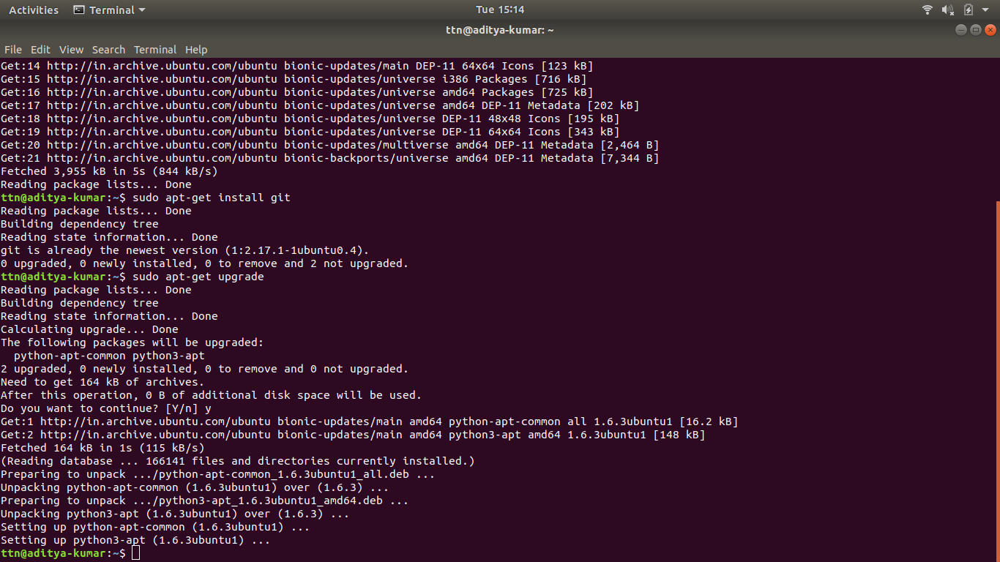 Activities Terminal Tue 15:14
ttn@aditya-kumar: ~
File Edit View Search Terminal Help
Get:14 http://in.archive.ubuntu.com/ubuntu bionic-updates/main DEP-11 64x64 Icons [123 kB]
Get:15 http://in.archive.ubuntu.com/ubuntu bionic-updates/universe i386 Packages [716 kB]
Get:16 http://in.archive.ubuntu.com/ubuntu bionic-updates/universe amd64 Packages [725 kB]
Get:17 http://in.archive.ubuntu.com/ubuntu bionic-updates/universe amd64 DEP-11 Metadata [202 kB]
Get:18 http://in.archive.ubuntu.com/ubuntu bionic-updates/universe DEP-11 48x48 Icons [195 kB]
Get:19 http://in.archive.ubuntu.com/ubuntu bionic-updates/universe DEP-11 64x64 Icons [343 kB]
Get:20 http://in.archive.ubuntu.com/ubuntu bionic-updates/multiverse amd64 DEP-11 Metadata [2,464 B]
Get:21 http://in.archive.ubuntu.com/ubuntu bionic-backports/universe amd64 DEP-11 Metadata [7,344 B]
Fetched 3,955 kB in 5s (844 kB/s)
Reading package lists... Done
ttn@aditya-kumar:~$ sudo apt-get install git
Reading package lists... Done
Building dependency tree
Reading state information... Done
git is already the newest version (1:2.17.1-1ubuntu0.4).
0 upgraded, 0 newly installed, 0 to remove and 2 not upgraded.
ttn@aditya-kumar:~$ sudo apt-get upgrade
Reading package lists... Done
Building dependency tree
Reading state information... Done
Calculating upgrade... Done
The following packages will be upgraded:
  python-apt-common python3-apt
2 upgraded, 0 newly installed, 0 to remove and 0 not upgraded.
Need to get 164 kB of archives.
After this operation, 0 B of additional disk space will be used.
Do you want to continue? [Y/n] y
Get:1 http://in.archive.ubuntu.com/ubuntu bionic-updates/main amd64 python-apt-common all 1.6.3ubuntu1 [16.2 kB]
Get:2 http://in.archive.ubuntu.com/ubuntu bionic-updates/main amd64 python3-apt amd64 1.6.3ubuntu1 [148 kB]
Fetched 164 kB in 1s (115 kB/s)
(Reading database ... 166141 files and directories currently installed.)
Preparing to unpack .../python-apt-common_1.6.3ubuntu1_all.deb ...
Unpacking python-apt-common (1.6.3ubuntu1) over (1.6.3) ...
Preparing to unpack .../python3-apt_1.6.3ubuntu1_amd64.deb ...
Unpacking python3-apt (1.6.3ubuntu1) over (1.6.3) ...
Setting up python-apt-common (1.6.3ubuntu1) ...
Setting up python3-apt (1.6.3ubuntu1) ...
ttn@aditya-kumar:~$